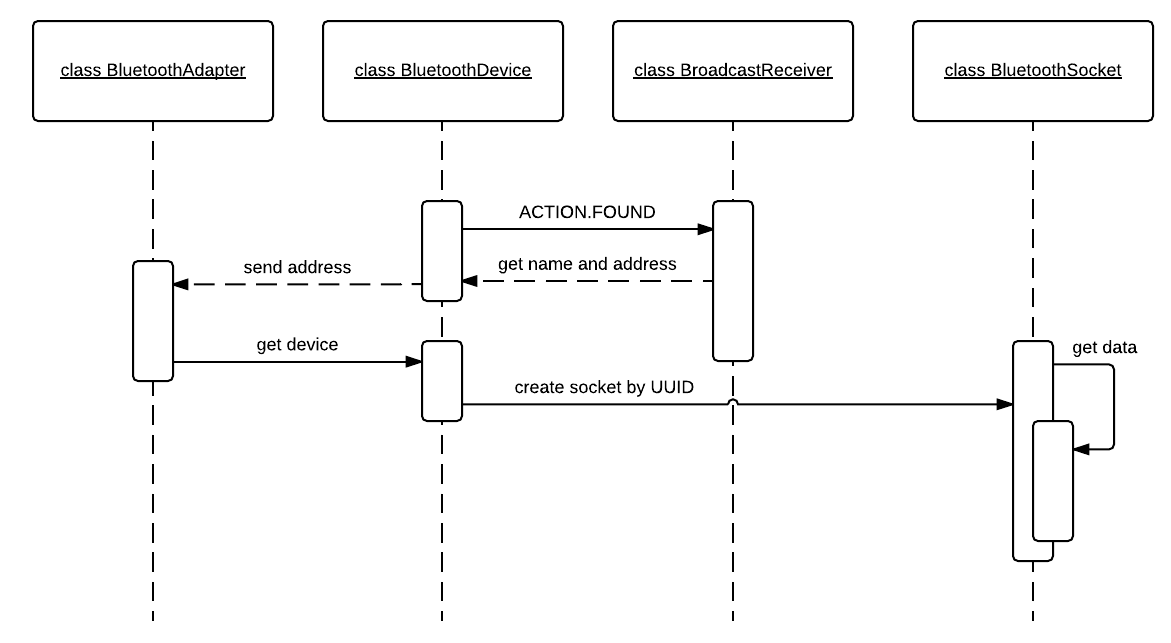 class BluetoothAdapter
class BluetoothDevice
class BroadcastReceiver
class BluetoothSocket
ACTION.FOUND
send address
get name and address
get device
get data
create socket by UUID